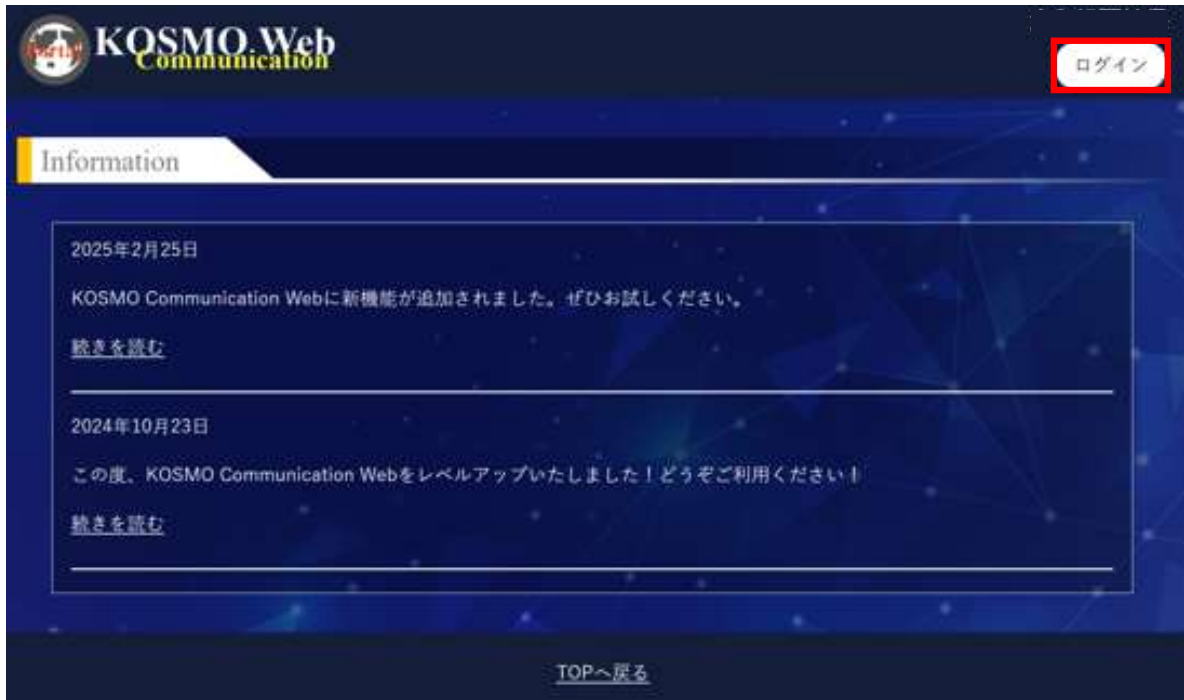 Portal
KOSMO Web
Communication
ログイン
Information
2025年2月25日
KOSMO Communication Webに新機能が追加されました。ぜひお試しください。
続きを読む
2024年10月23日
この度、KOSMO Communication Webをレベルアップいたしました！どうぞご利用ください！
続きを読む
TOPへ戻る